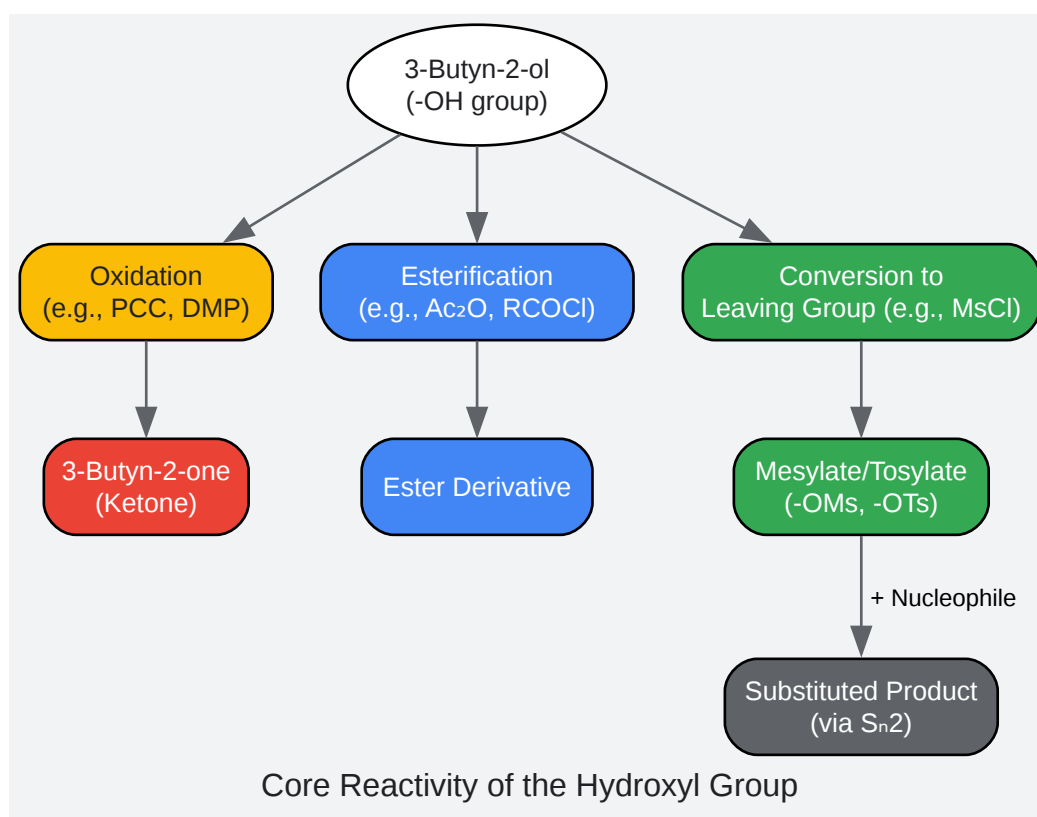 3-Butyn-2-ol
(-OH group)
Oxidation
(e.g., PCC, DMP)
Esterification
(e.g., Ac₂O, RCOCl)
Conversion to
Leaving Group (e.g., MsCl)
3-Butyn-2-one
(Ketone)
Ester Derivative
Mesylate/Tosylate
(-OMs, -OTs)
+ Nucleophile
Substituted Product
(via Sₙ2)
Core Reactivity of the Hydroxyl Group